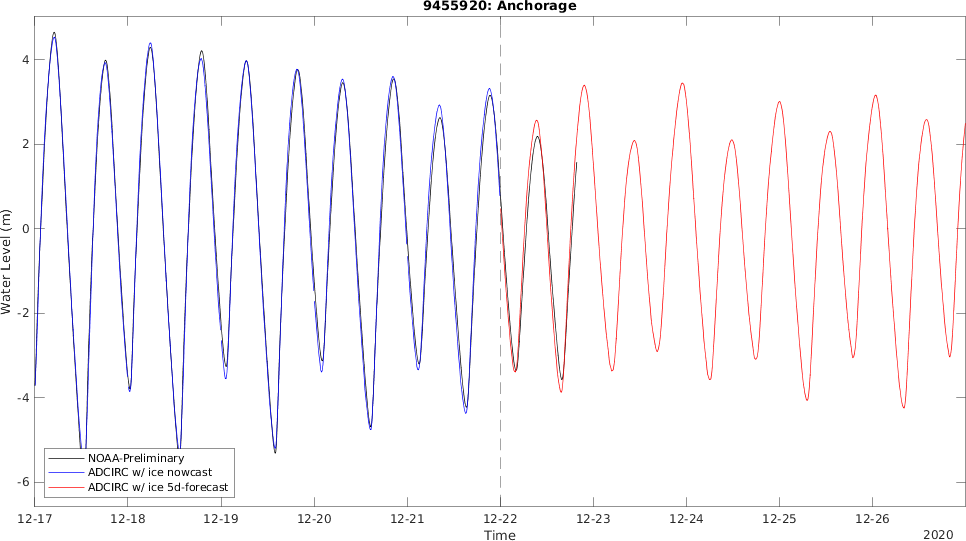 9455920: Anchorage
Water Level (m)
4
2
0
-2
-4
-6
NOAA-Preliminary
ADCIRC w/ ice nowcast
ADCIRC w/ ice 5d-forecast
12-17 12-18 12-19 12-20 12-21 12-22 12-23 12-24 12-25 12-26
Time
2020